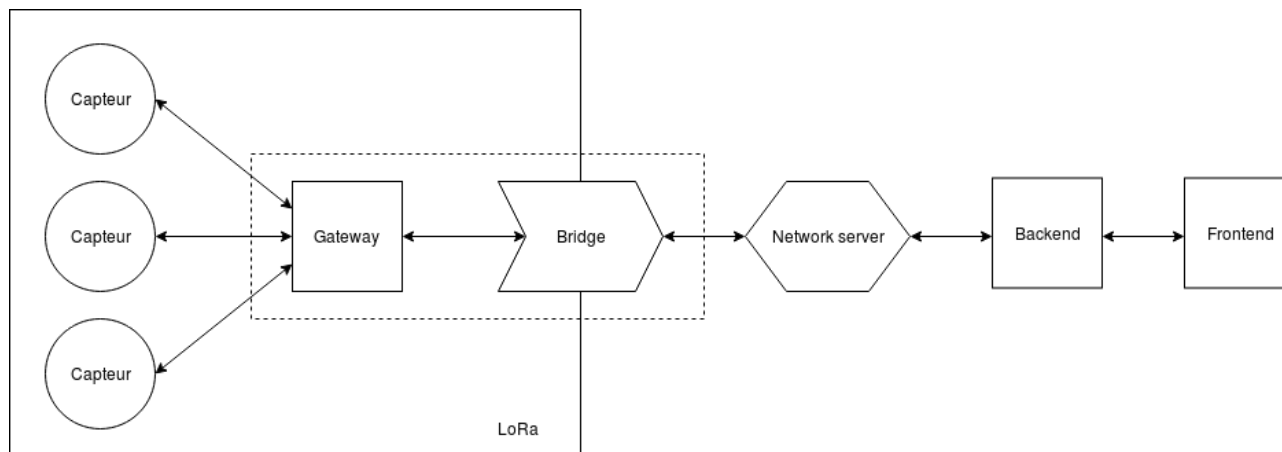 Capteur
Capteur
Gateway
Bridge
Network server
Backend
Frontend
Capteur
LoRa